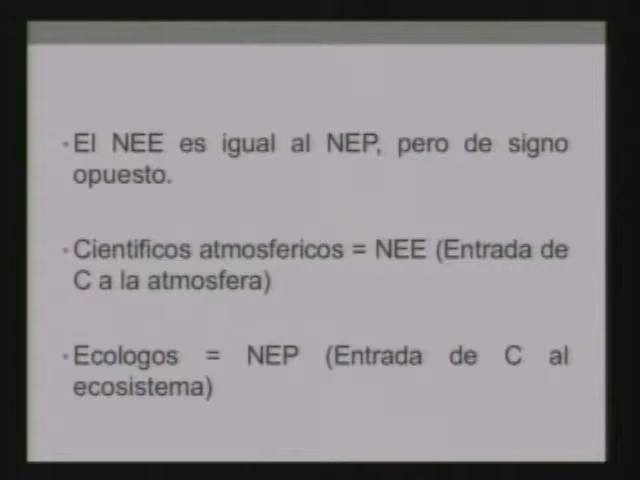 · El NEE es igual al NEP, pero de signo
opuesto.
· Cientificos atmosfericos = NEE (Entrada de
C a la atmosfera)
· Ecologos = NEP (Entrada de C al
ecosistema)